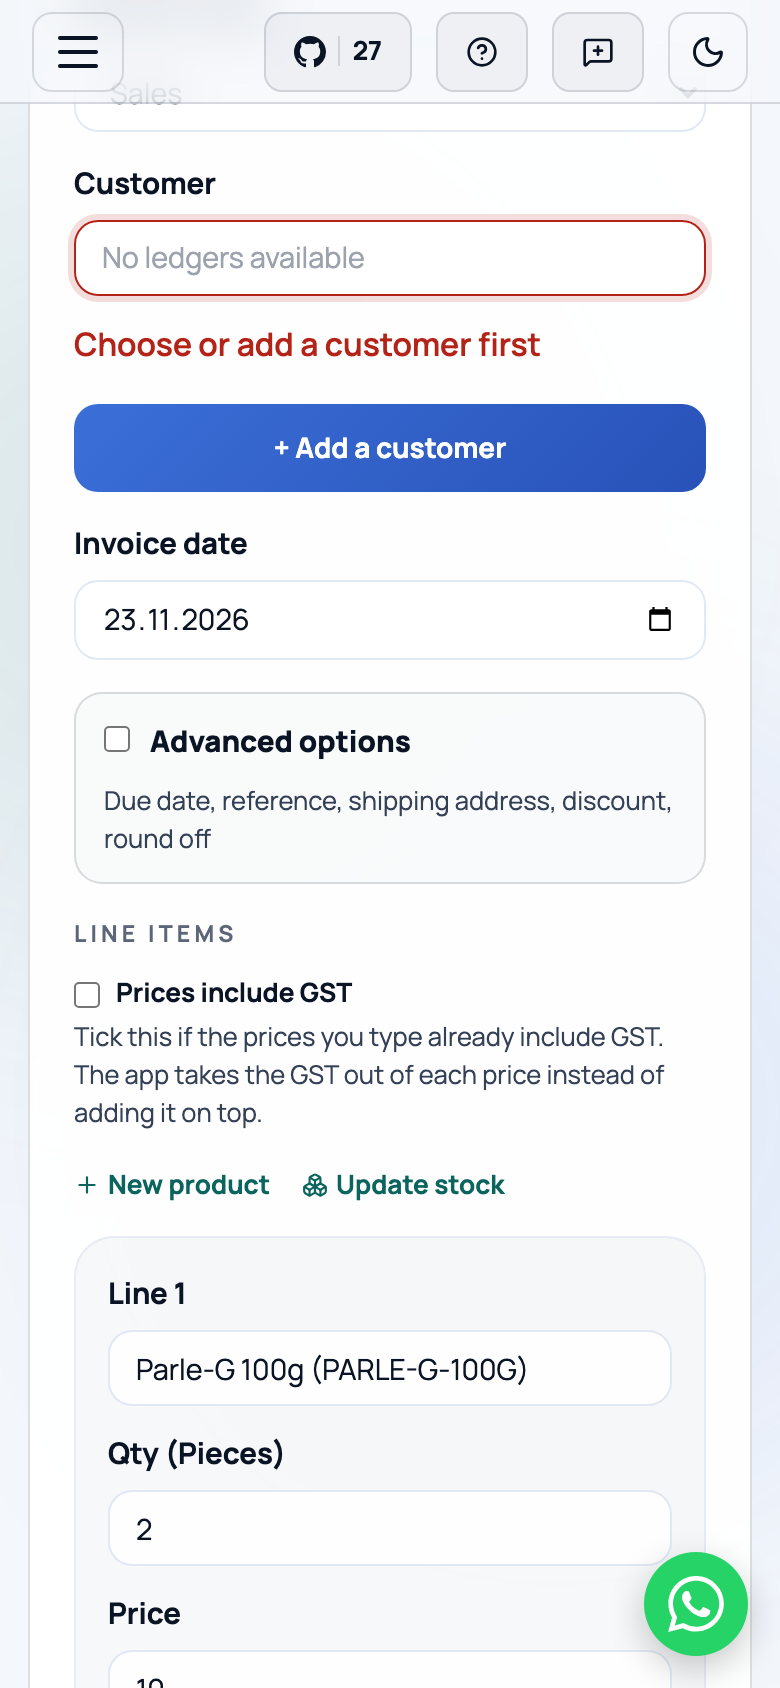 27
Sales
Customer
No ledgers available
Choose or add a customer first
+ Add a customer
Invoice date
23.11.2026
Advanced options
Due date, reference, shipping address, discount,
round off
LINE ITEMS
Prices include GST
Tick this if the prices you type already include GST.
The app takes the GST out of each price instead of
adding it on top.
+ New product Update stock
Line 1
Parle-G 100g (PARLE-G-100G)
Qty (Pieces)
2
Price
10